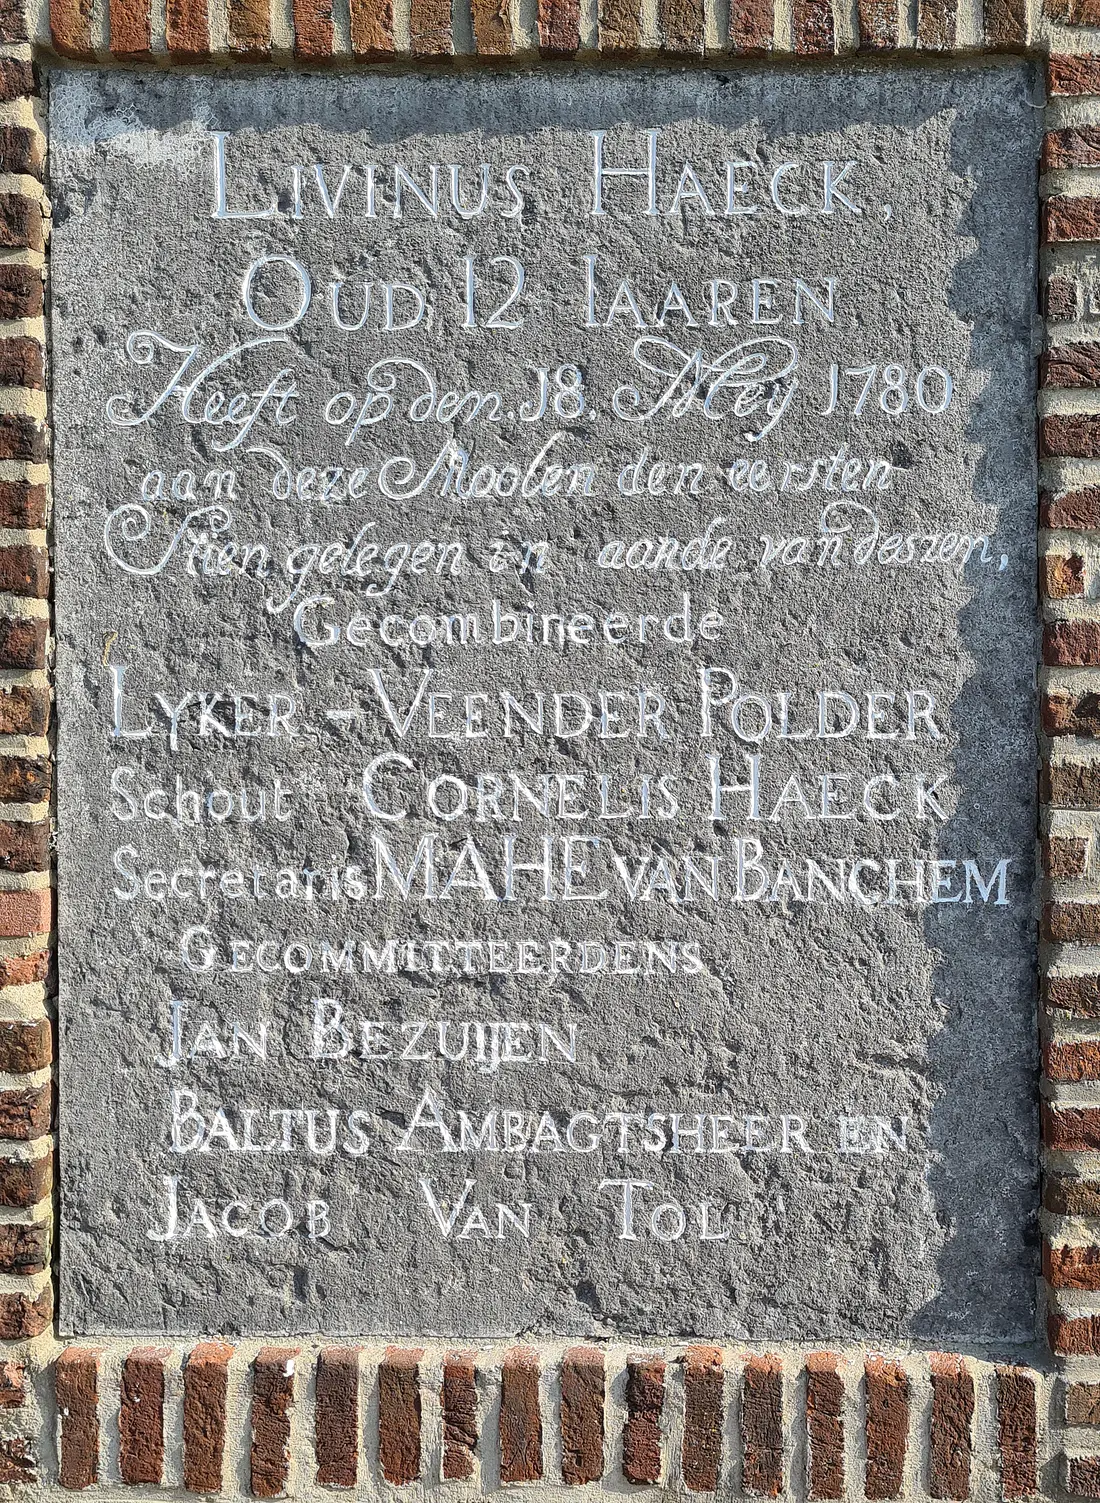 LIVINUS HAECK,
OUD 12 IAAREN
Heeft op den 18. Meij 1780
aan deze Moolen den eersten
Stien gelegen in aande van deszen,
Gecombineerde
LYKER-VEENDER POLDER
Schout CORNELIS HAECK
Secretaris MAHE VAN BANCHEM
GECOMMITTEERDENS
JAN BEZUIJEN
BALTUS AMBAGTSHEER EN
JACOB VAN TOL